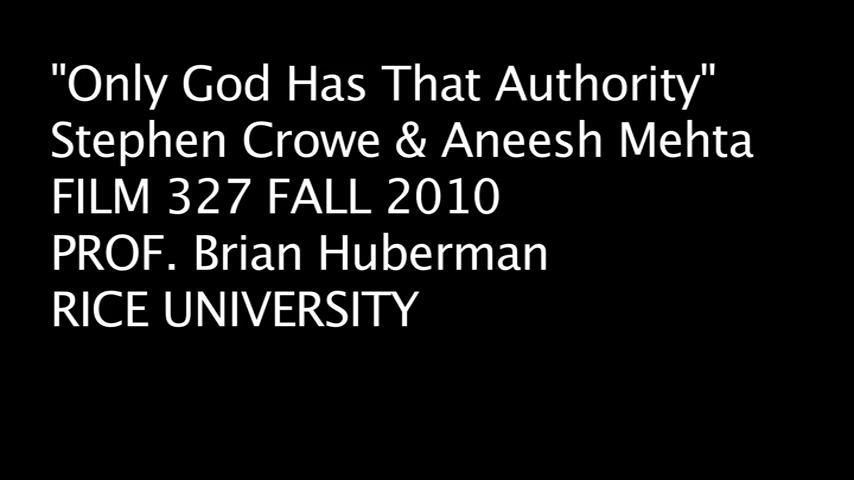 "Only God Has That Authority"
Stephen Crowe & Aneesh Mehta
FILM 327 FALL 2010
PROF. Brian Huberman
RICE UNIVERSITY